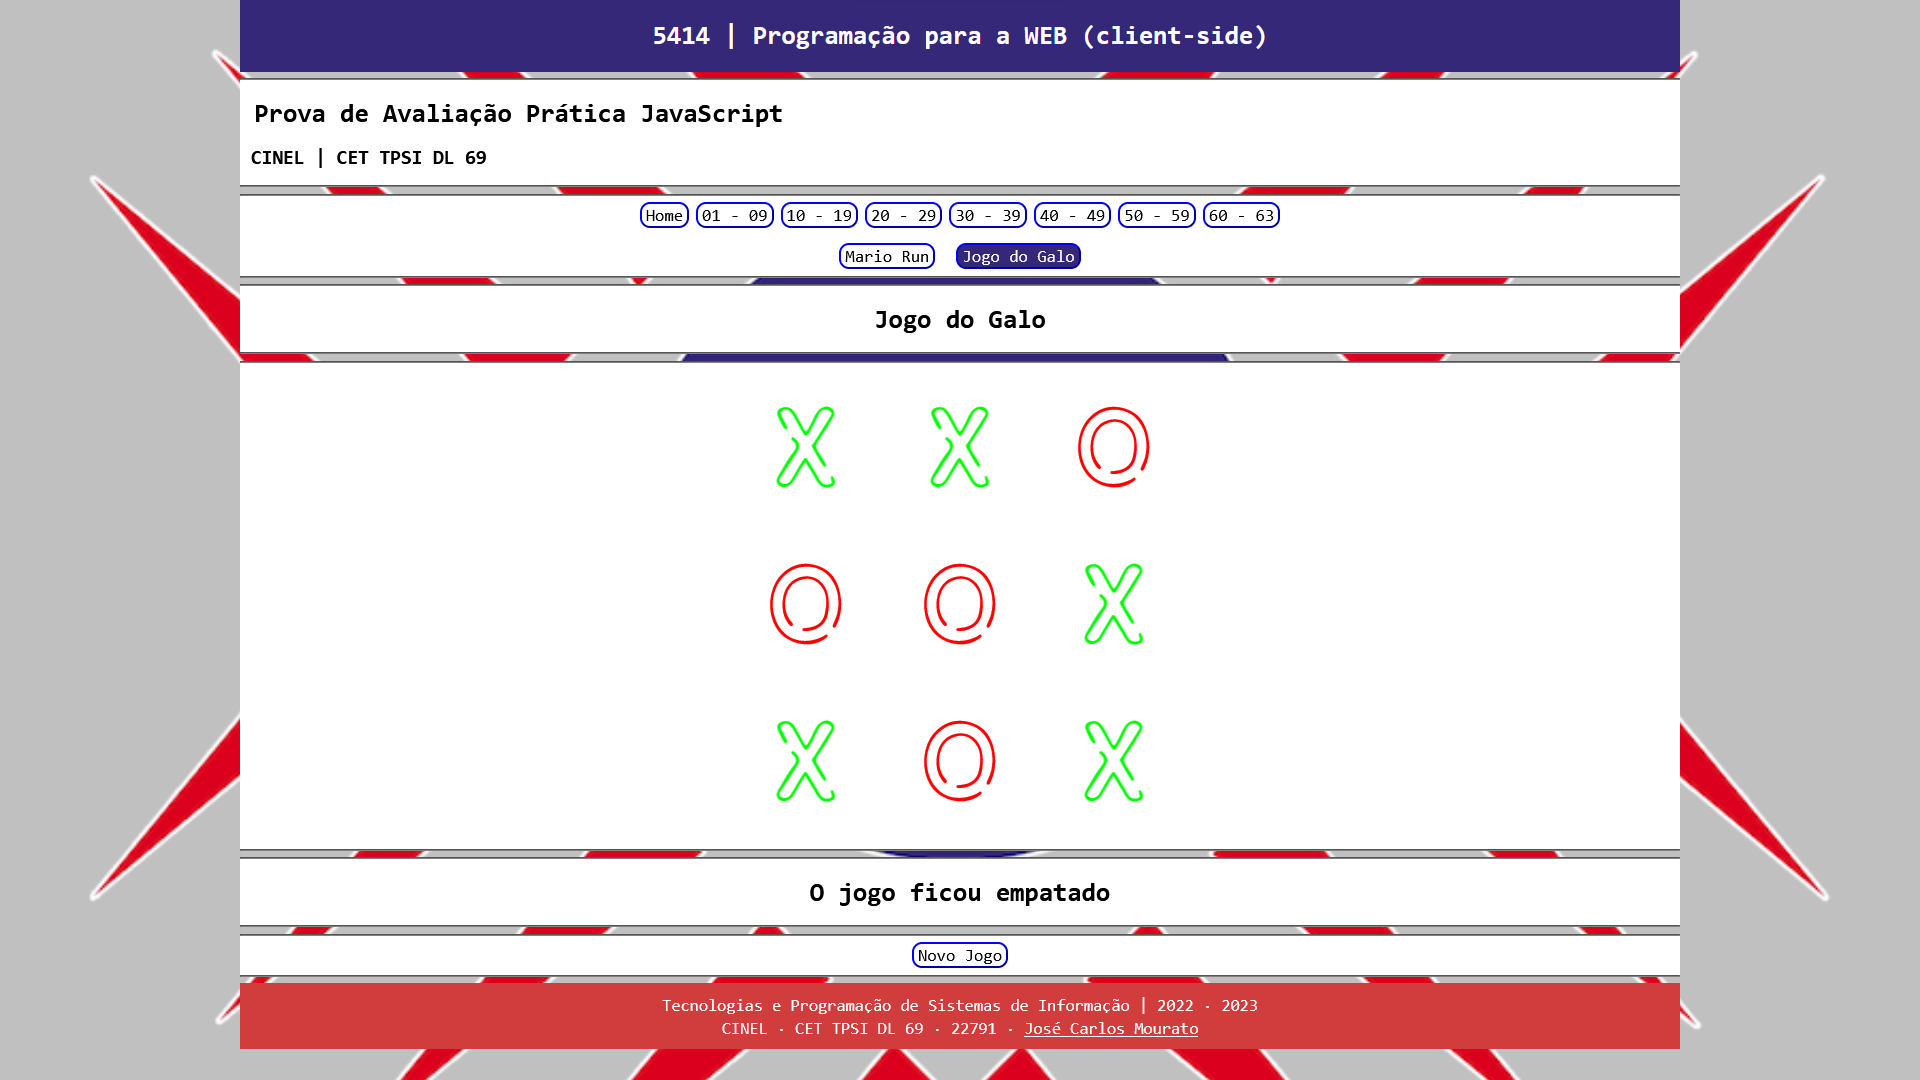 5414 | Programação para a WEB (client-side)
Prova de Avaliação Prática JavaScript
CINEL | CET TPSI DL 69
Home 01 - 09 10 - 19 20 - 29 30 - 39 40 - 49 50 - 59 60 - 63
Mario Run Jogo do Galo
Jogo do Galo
X X O
O O X
X O X
O jogo ficou empatado
Novo Jogo
Tecnologias e Programação de Sistemas de Informação | 2022 · 2023
CINEL · CET TPSI DL 69 · 22791 · José Carlos Mourato